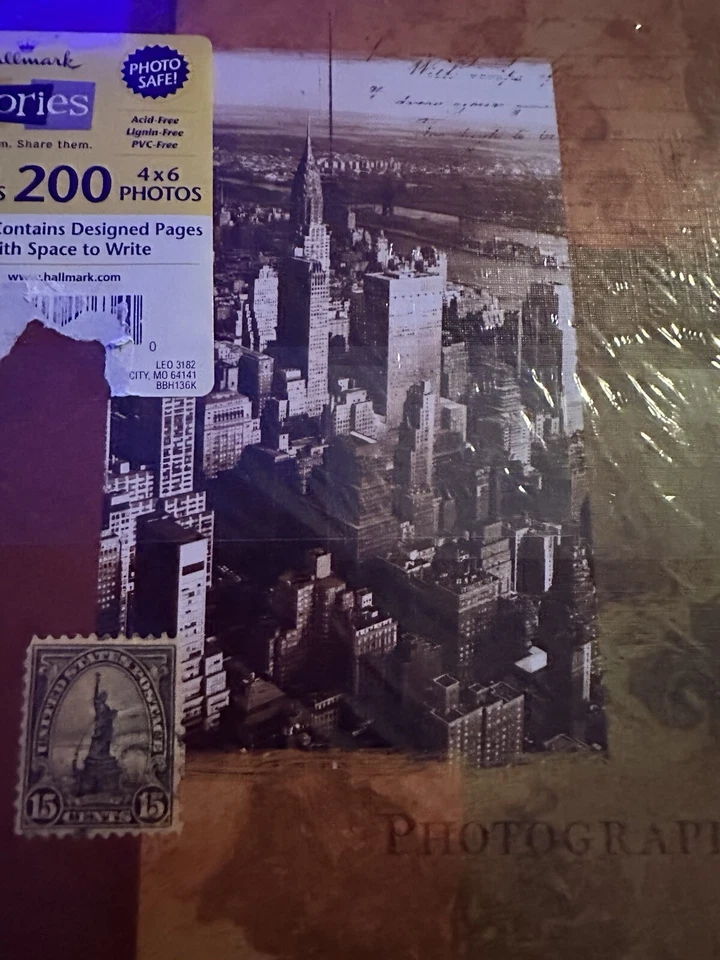 allmark
PHOTO
SAFE!
ories
Acid-Free
Lignin-Free
PVC-Free
m. Share them.
s 200 4x6
PHOTOS
Contains Designed Pages
ith Space to Write
www.hallmark.com
0
LEO 3182
CITY, MO 64141
BBH136K
UNITED STATES POSTAGE
15 15
CENTS
PHOTOGRAP